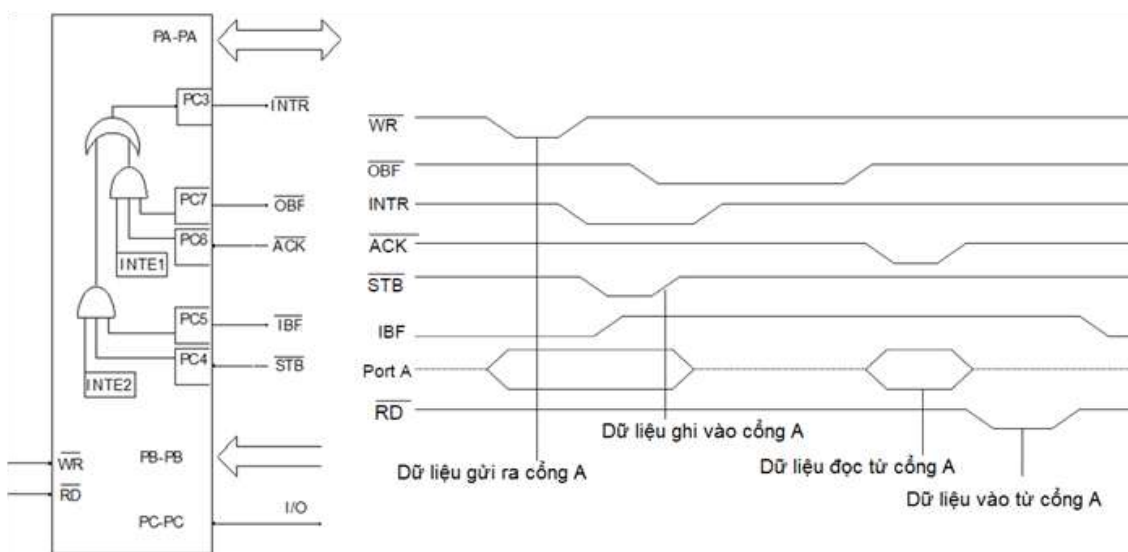 PA-PA
PC3
INTR
PC7
OBF
PC6
ACK
INTE1
PC5
IBF
PC4
STB
INTE2
WR
PB-PB
RD
I/O
PC-PC
WR
OBF
INTR
ACK
STB
IBF
Port A
RD
Dữ liệu ghi vào cổng A
Dữ liệu gửi ra cổng A
Dữ liệu đọc từ cổng A
Dữ liệu vào từ cổng A